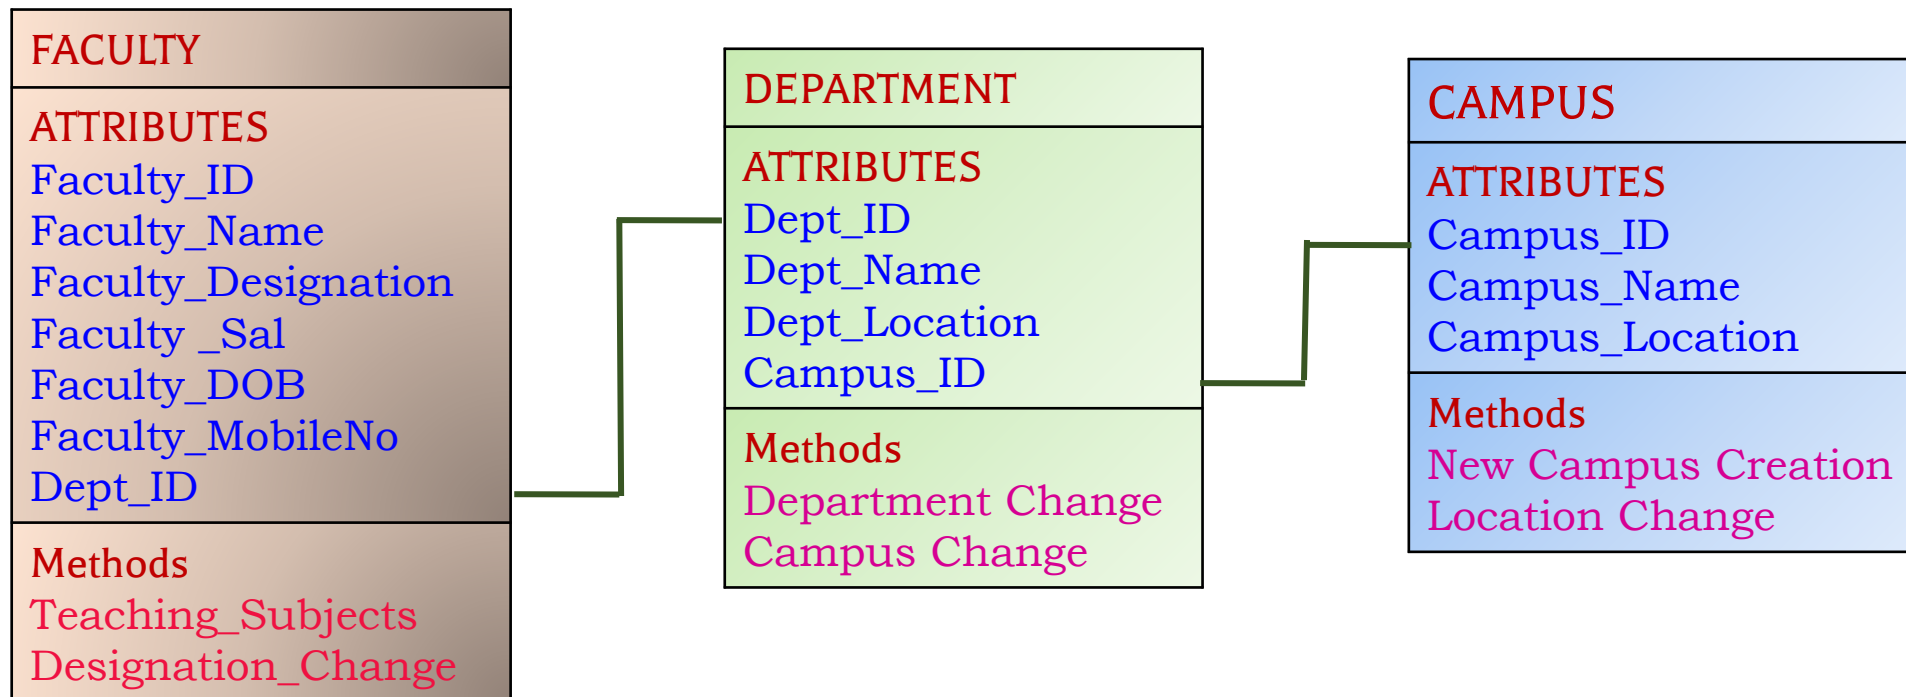 FACULTY
ATTRIBUTES
Faculty_ID
Faculty_Name
Faculty_Designation
Faculty _Sal
Faculty_DOB
Faculty_MobileNo
Dept_ID
Methods
Teaching_Subjects
Designation_Change
DEPARTMENT
ATTRIBUTES
Dept_ID
Dept_Name
Dept_Location
Campus_ID
Methods
Department Change
Campus Change
CAMPUS
ATTRIBUTES
Campus_ID
Campus_Name
Campus_Location
Methods
New Campus Creation
Location Change